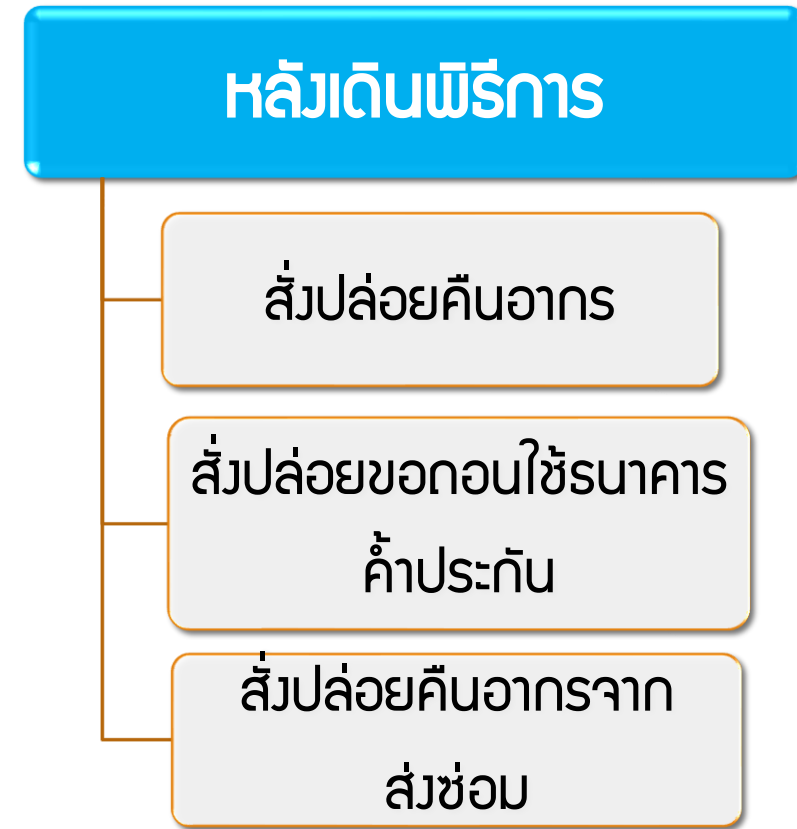 หลังเดินพิธีการ
สั่งปล่อยคืนอากร
สั่งปล่อยขอถอนใช้ธนาคาร
ค้ำประกัน
สั่งปล่อยคืนอากรจาก
ส่งซ่อม